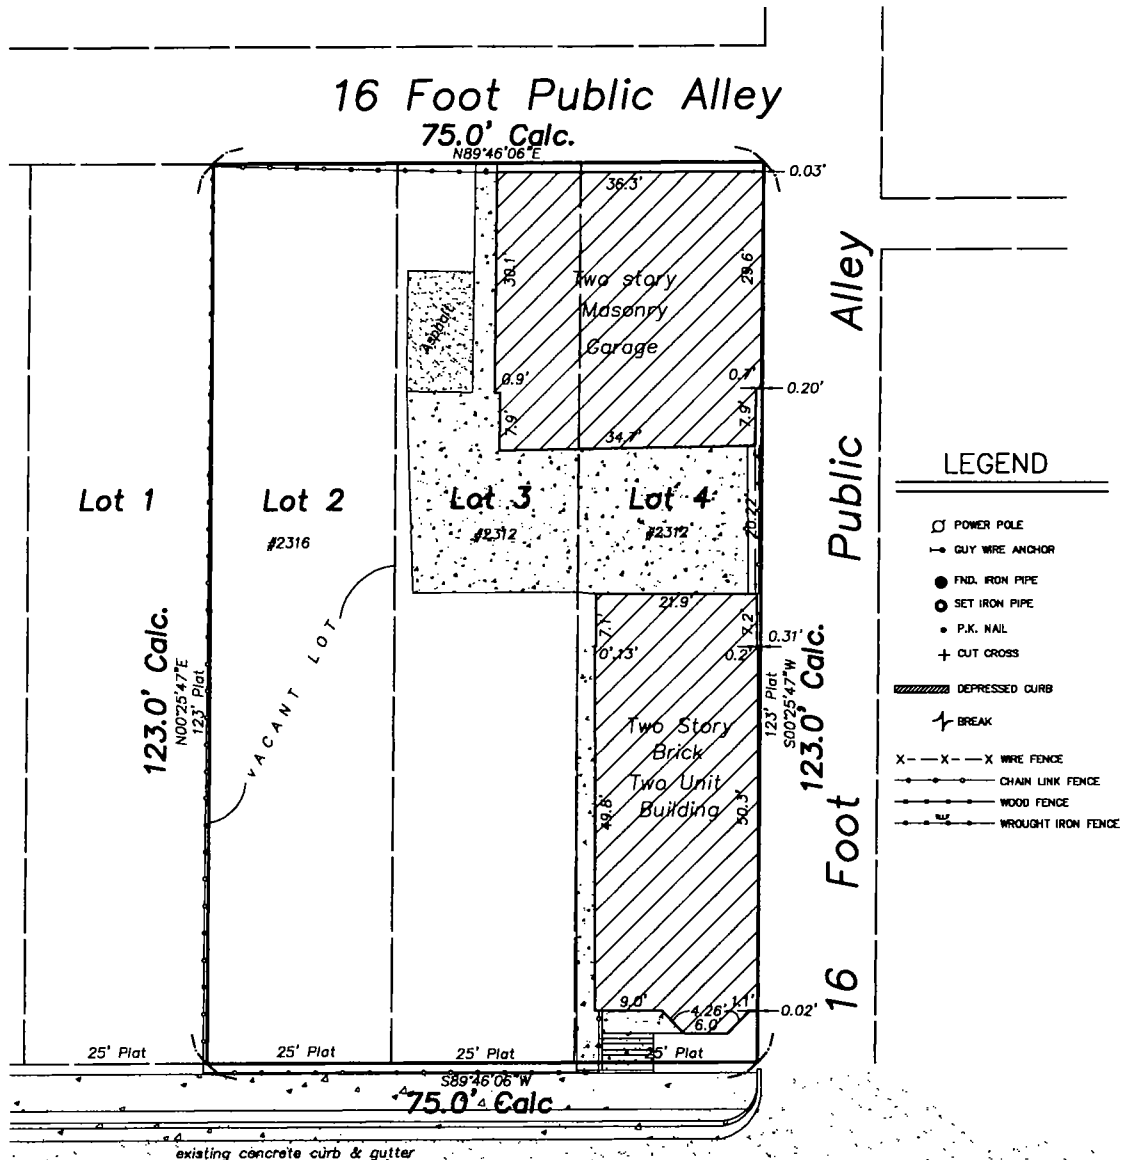 16 Foot Public Alley
75.0' Calc.
N89°46'06"E
0.03'
36.3'
30.1'
29.6'
Two story
Masonry
Garage
Asphalt
0.9'
0.7'
0.20'
7.9'
7.9'
34.7'
Lot 1
Lot 2
Lot 3
Lot 4
#2316
#2312
#2312
20.22'
21.9'
7.1'
7.2'
0.31'
0'.13'
0.2'
VACANT LOT
123.0' Calc.
N00°25'47"E
123' Plat
Two Story
Brick
Two Unit
Building
49.8'
50.3'
123' Plat
S00°25'47"W
123.0' Calc.
16 Foot Public Alley
9.0'
4.26'
1.1'
6.0'
0.02'
25' Plat
25' Plat
25' Plat
25' Plat
S89°46'06"W
75.0' Calc
existing concrete curb & gutter
LEGEND
POWER POLE
GUY WIRE ANCHOR
FND. IRON PIPE
SET IRON PIPE
P.K. NAIL
CUT CROSS
DEPRESSED CURB
BREAK
X X X WIRE FENCE
CHAIN LINK FENCE
WOOD FENCE
WROUGHT IRON FENCE